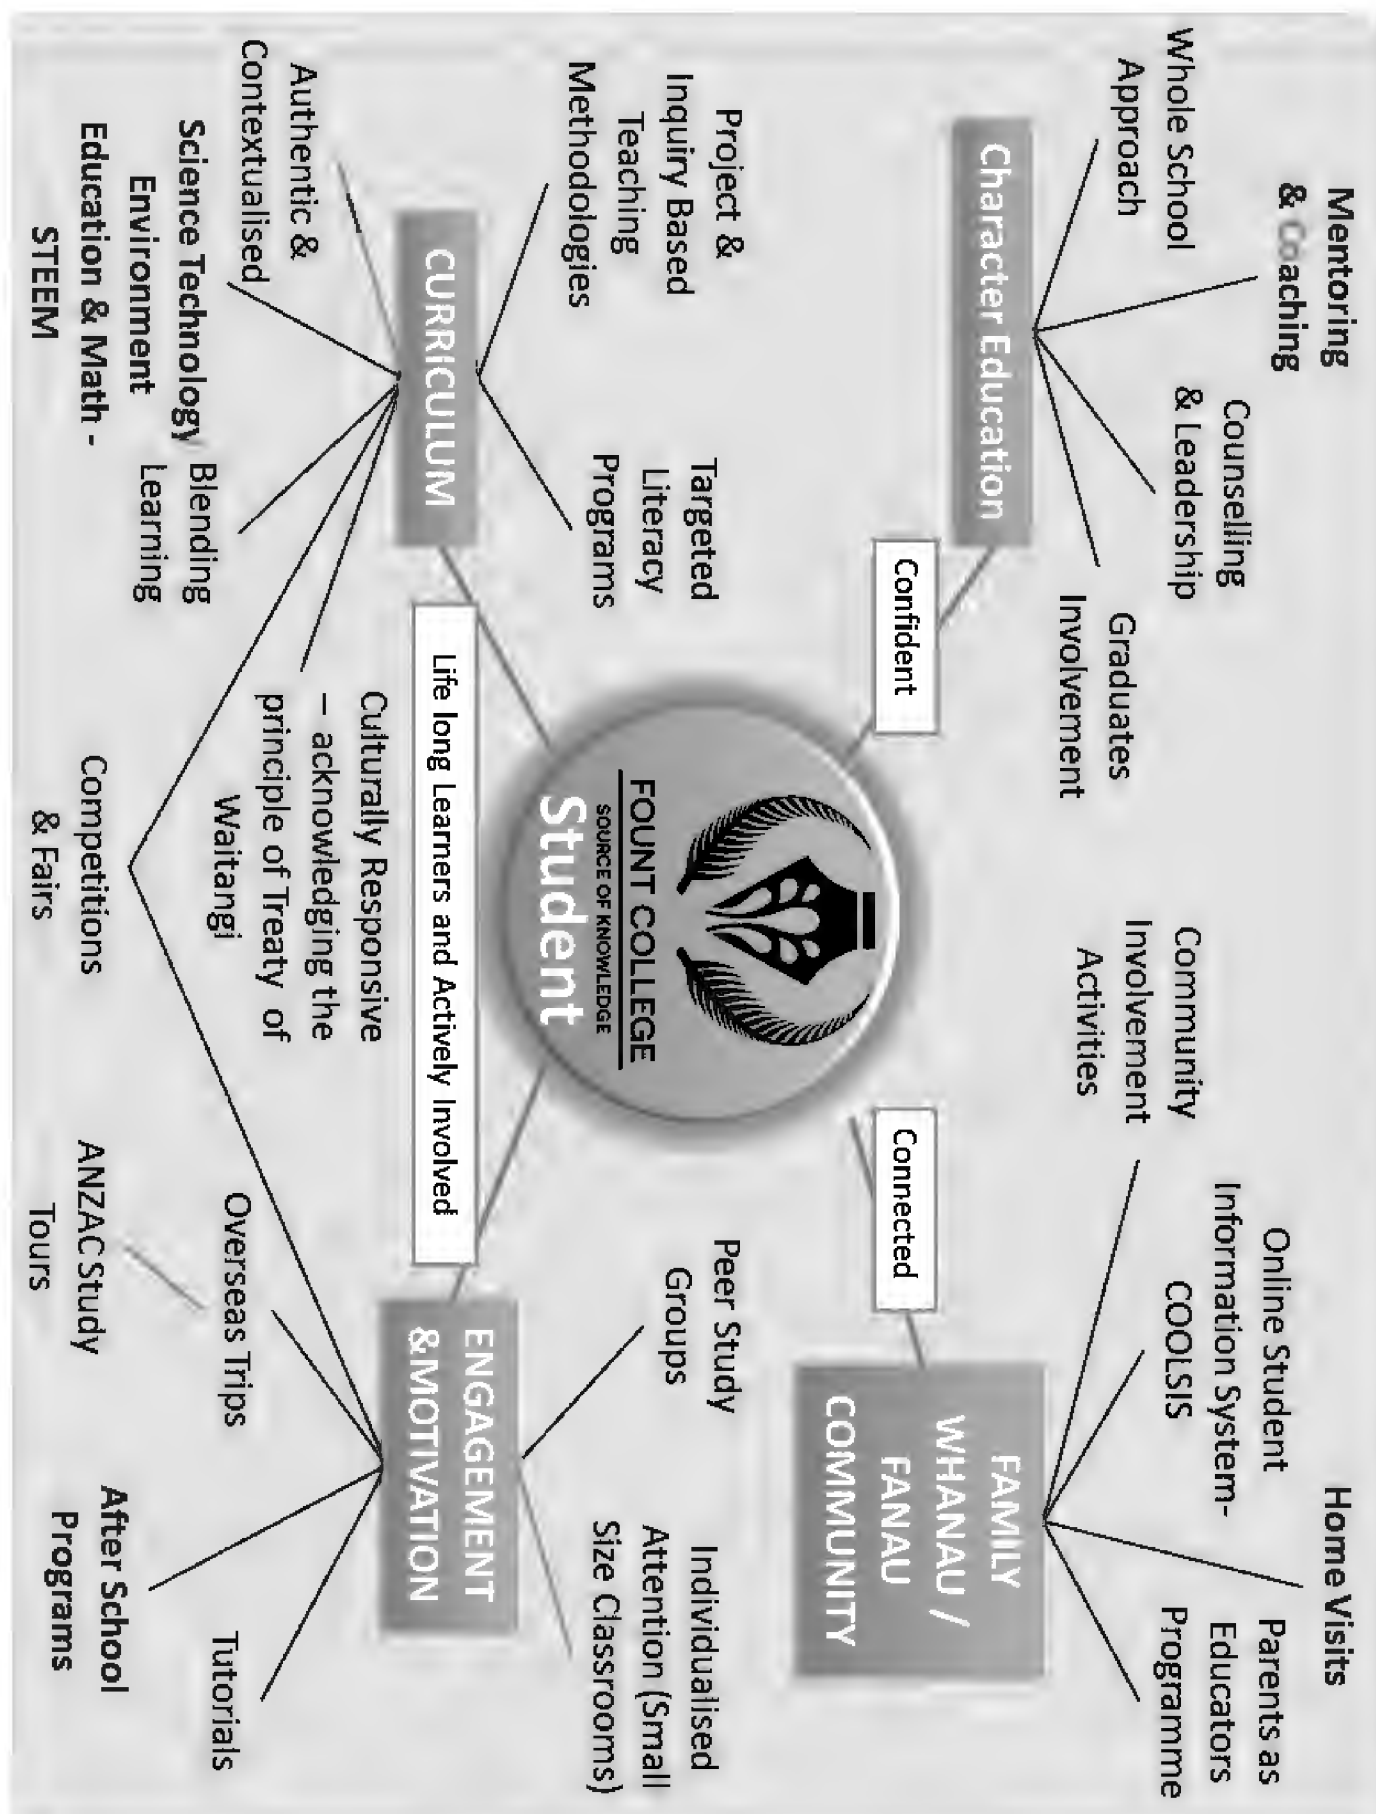 Mentoring
& Coaching
Whole School
Approach
Counselling
& Leadership
Graduates
Involvement
Character Education
Confident
Home Visits
Online Student
Information System-
COOLSIS
Parents as
Educators
Programme
Community
Involvement
Activities
FAMILY
WHANAU /
FANAU
COMMUNITY
Connected
FOUNT COLLEGE
SOURCE OF KNOWLEDGE
Student
Project &
Inquiry Based
Teaching
Methodologies
Targeted
Literacy
Programs
CURRICULUM
Life long Learners and Actively Involved
Peer Study
Groups
Individualised
Attention (Small
Size Classrooms)
ENGAGEMENT
&MOTIVATION
Authentic &
Contextualised
Science Technology
Environment
Education & Math -
STEEM
Blending
Learning
Culturally Responsive
– acknowledging the
principle of Treaty of
Waitangi
Competitions
& Fairs
Overseas Trips
ANZAC Study
Tours
Tutorials
After School
Programs